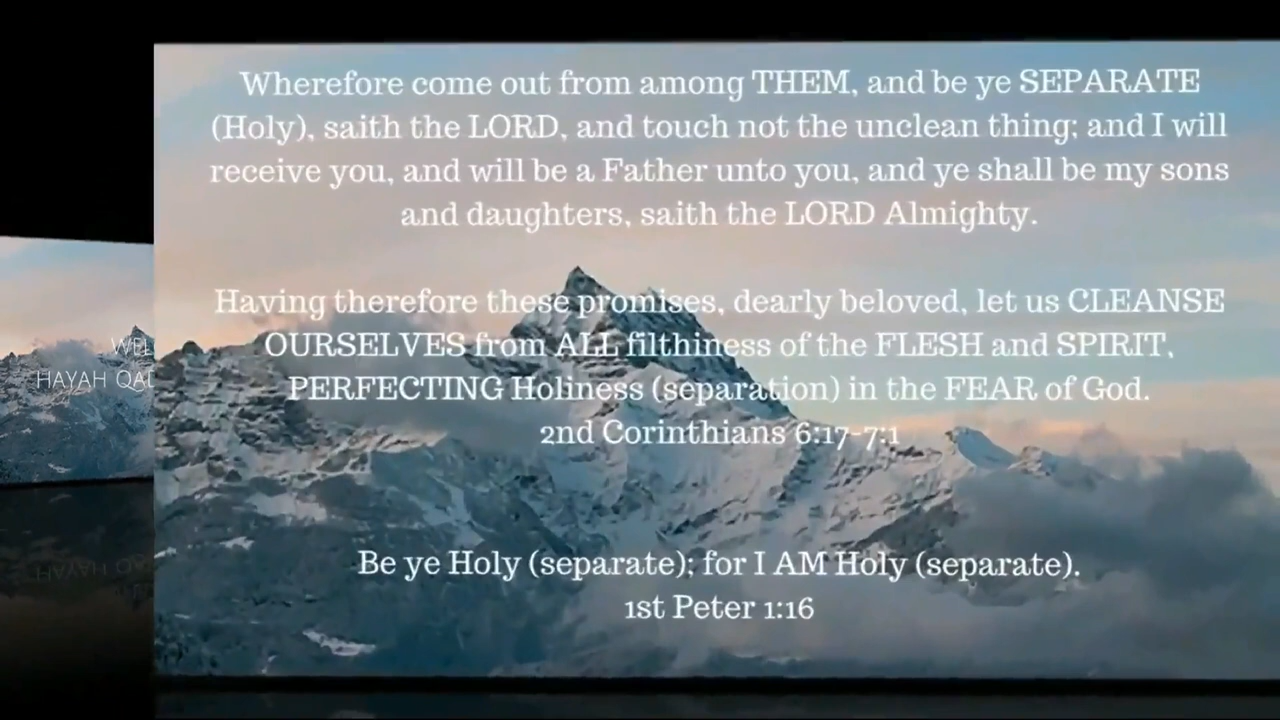 Wherefore come out from among THEM, and be ye SEPARATE
(Holy), saith the LORD, and touch not the unclean thing; and I will
receive you, and will be a Father unto you, and ye shall be my sons
and daughters, saith the LORD Almighty.
Having therefore these promises, dearly beloved, let us CLEANSE
OURSELVES from ALL filthiness of the FLESH and SPIRIT,
PERFECTING Holiness (separation) in the FEAR of God.
2nd Corinthians 6:17-7:1
Be ye Holy (separate); for I AM Holy (separate).
1st Peter 1:16
HAYAH